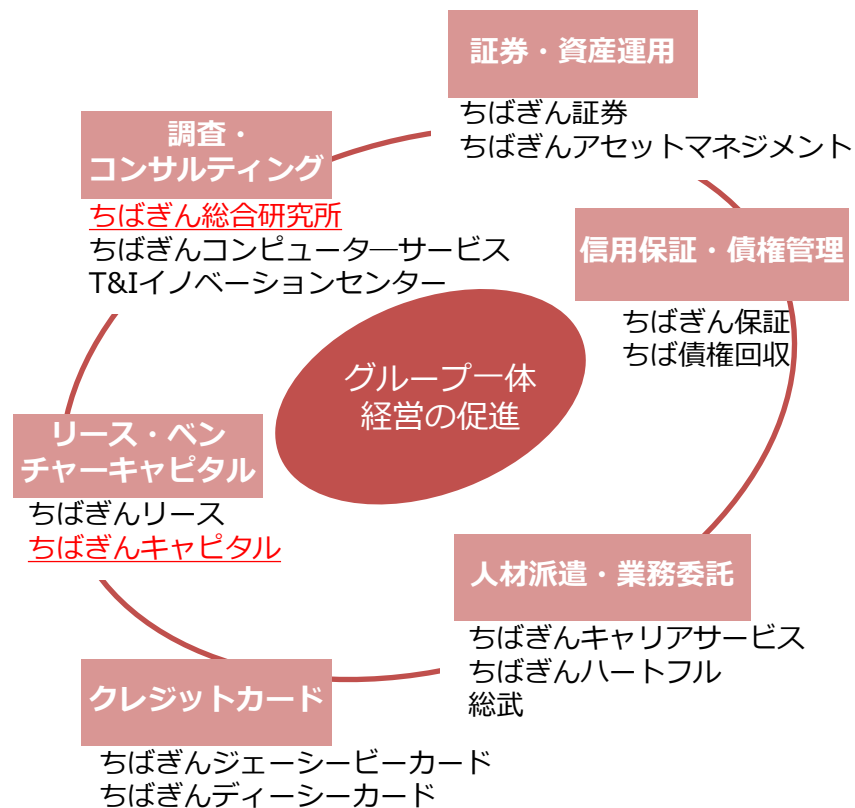 証券・資産運用
ちばぎん証券
ちばぎんアセットマネジメント
調査・
コンサルティング
ちばぎん総合研究所
ちばぎんコンピュータ―サービス
T&Iイノベーションセンター
信用保証・債権管理
ちばぎん保証
ちば債権回収
グループ一体
経営の促進
リース・ベン
チャーキャピタル
ちばぎんリース
ちばぎんキャピタル
人材派遣・業務委託
ちばぎんキャリアサービス
ちばぎんハートフル
総武
クレジットカード
ちばぎんジェーシービーカード
ちばぎんディーシーカード